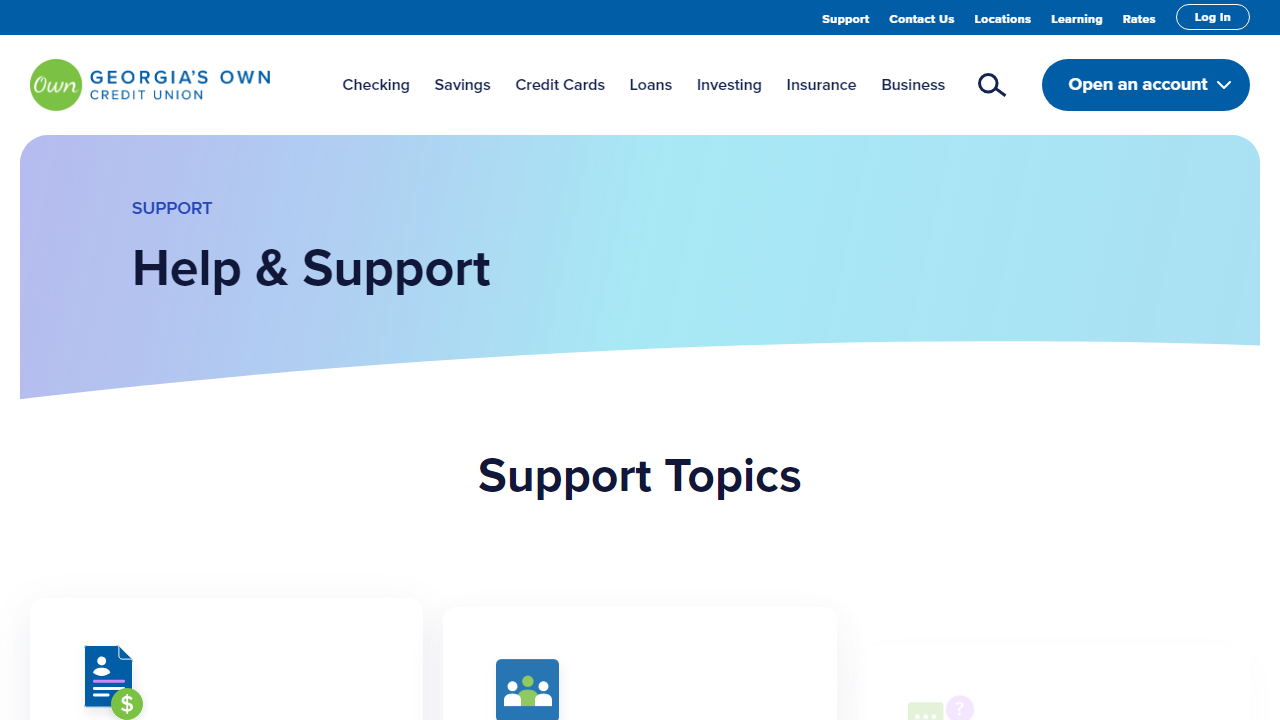 Support Contact Us Locations Learning Rates Log In
Own GEORGIA'S OWN
CREDIT UNION
Checking Savings Credit Cards Loans Investing Insurance Business Open an account
SUPPORT
Help & Support
Support Topics
$
?